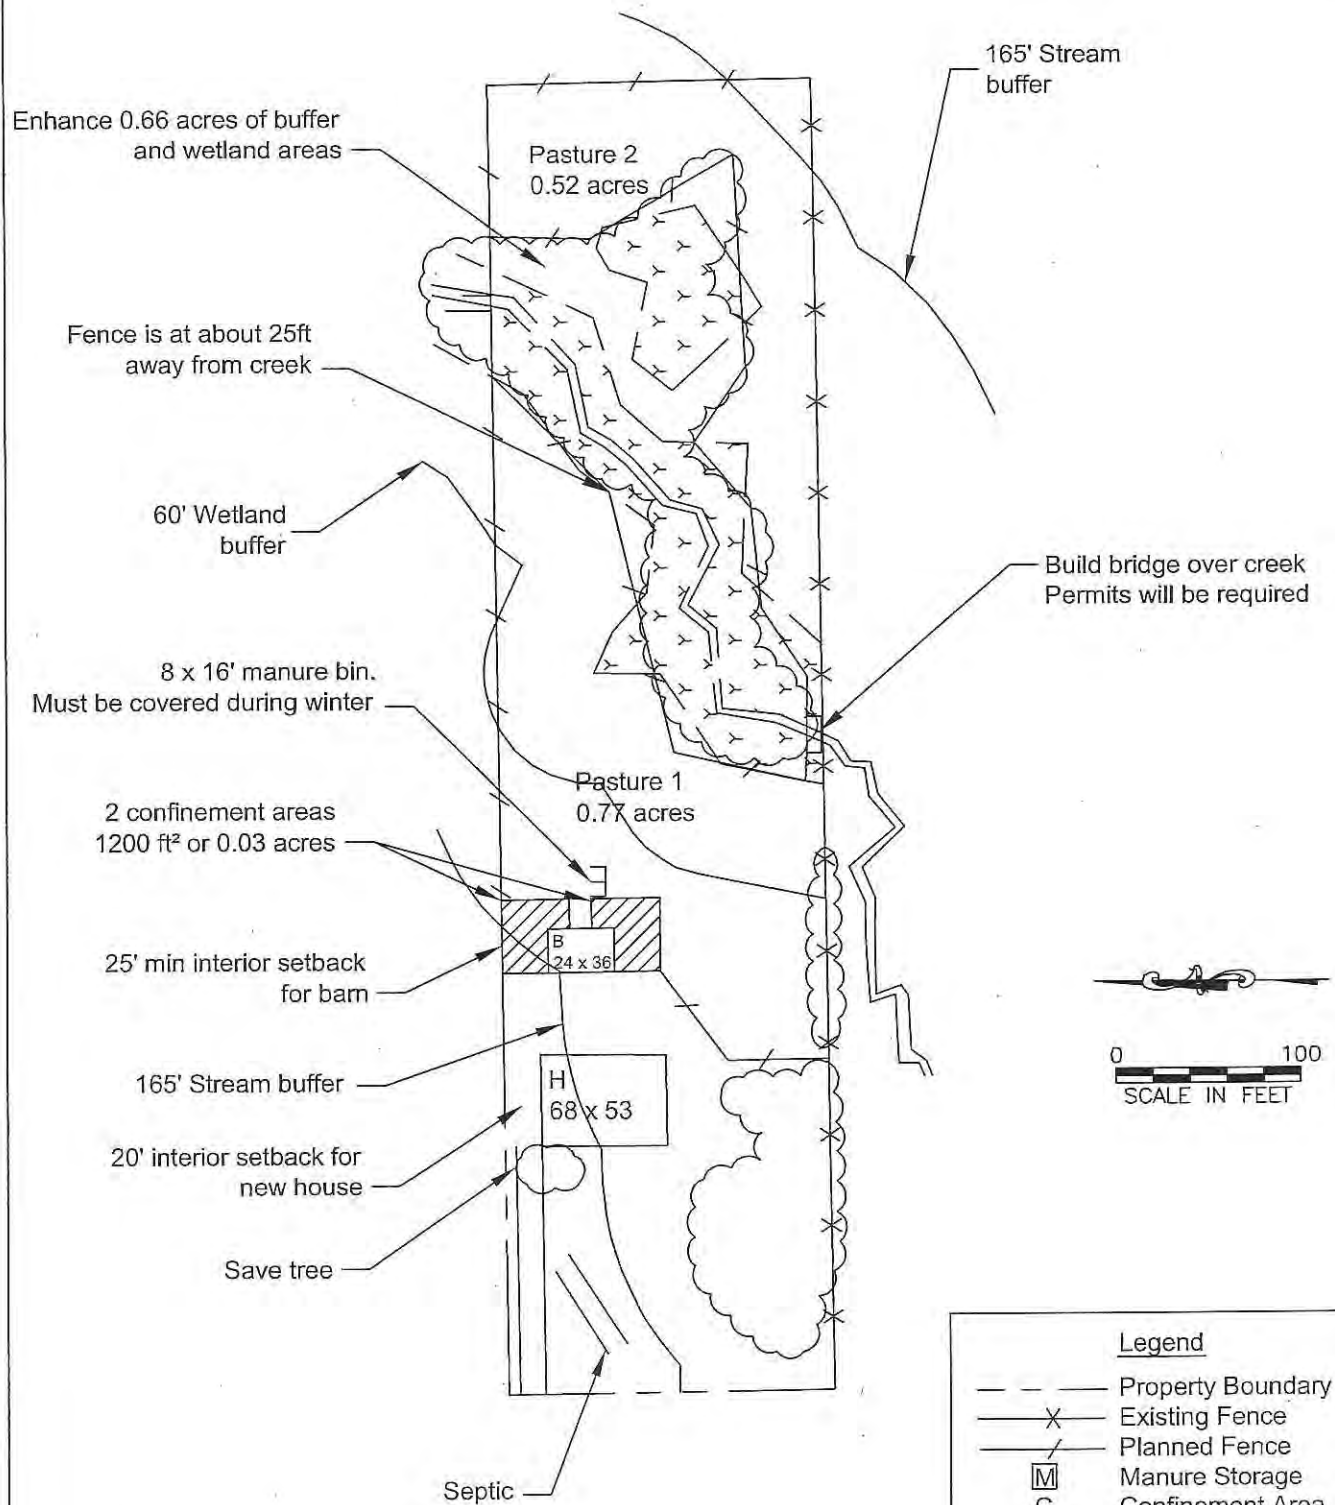 165' Stream
buffer
Enhance 0.66 acres of buffer
and wetland areas
Pasture 2
0.52 acres
Fence is at about 25ft
away from creek
60' Wetland
buffer
Build bridge over creek
Permits will be required
8 x 16' manure bin.
Must be covered during winter
Pasture 1
0.77 acres
2 confinement areas
1200 ft² or 0.03 acres
B
24 x 36
25' min interior setback
for barn
165' Stream buffer
H
68 x 53
0 100
SCALE IN FEET
20' interior setback for
new house
Save tree
Septic
Legend
Property Boundary
Existing Fence
Planned Fence
M Manure Storage
C Confinement Area